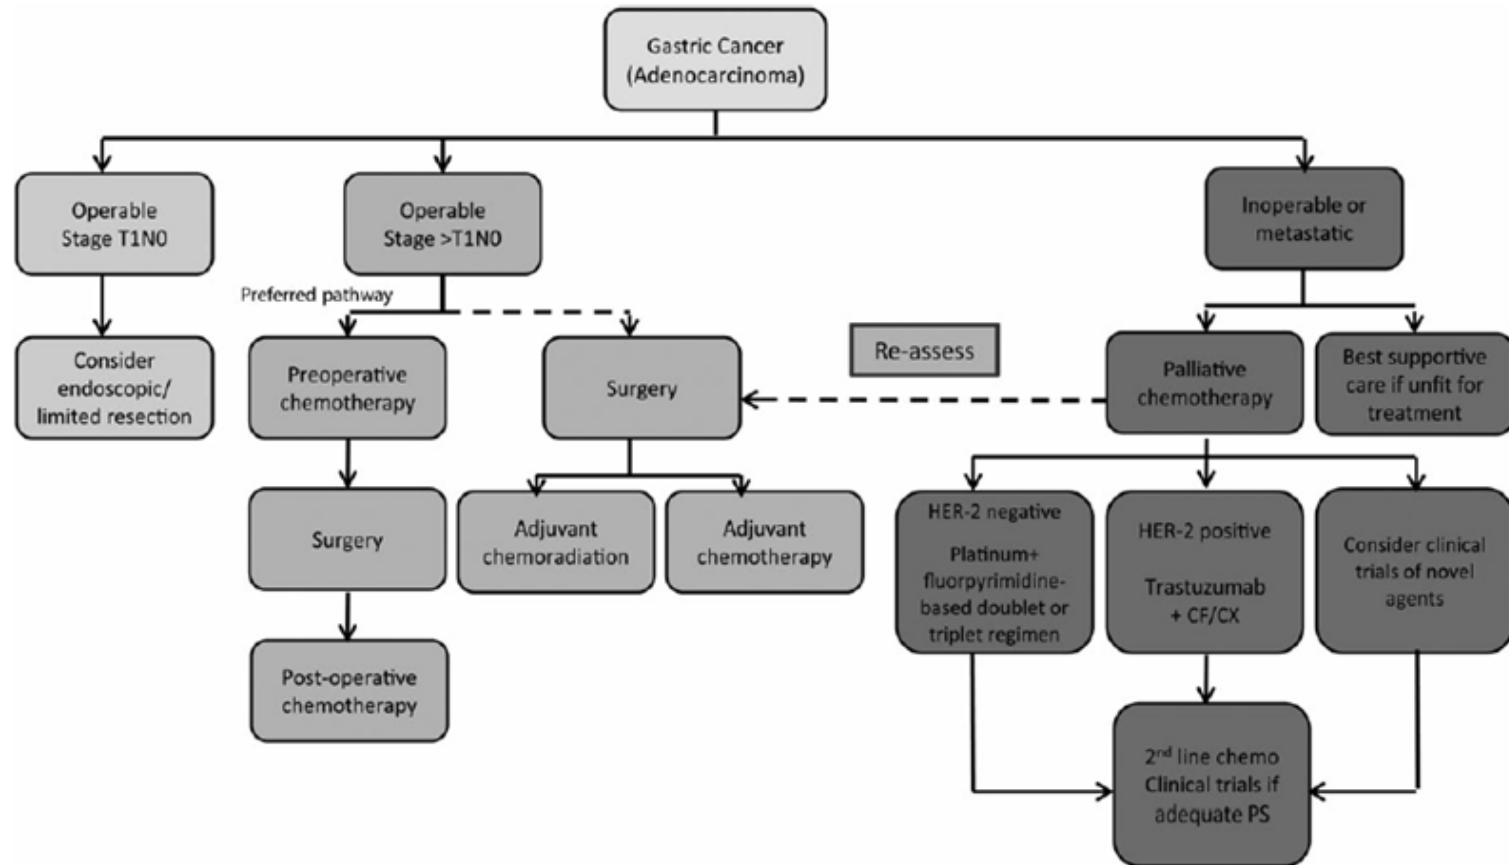 Gastric Cancer
(Adenocarcinoma)
Operable
Stage T1N0
Operable
Stage >T1N0
Inoperable or
metastatic
Preferred pathway
Consider
endoscopic/
limited resection
Preoperative
chemotherapy
Surgery
Re-assess
Palliative
chemotherapy
Best supportive
care if unfit for
treatment
Surgery
Adjuvant
chemoradiation
Adjuvant
chemotherapy
HER-2 negative
Platinum+
fluorpyrimidine-
based doublet or
triplet regimen
HER-2 positive
Trastuzumab
+ CF/CX
Consider clinical
trials of novel
agents
Post-operative
chemotherapy
2nd line chemo
Clinical trials if
adequate PS